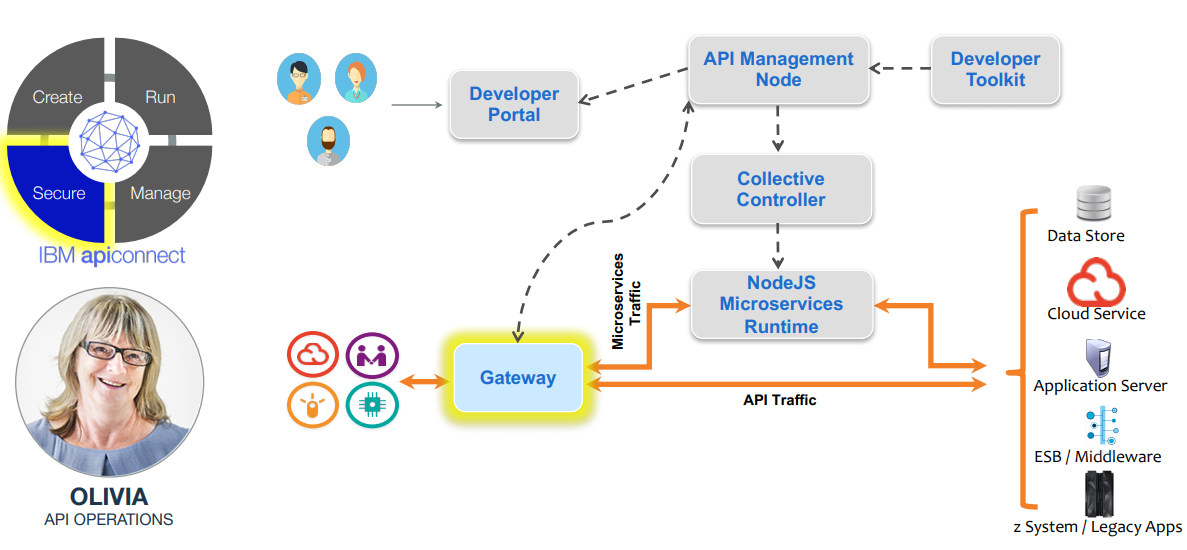 Create
Run
Secure
Manage
IBM apiconnect
OLIVIA
API OPERATIONS
Developer
Portal
API Management
Node
Developer
Toolkit
Collective
Controller
NodeJS
Microservices
Runtime
Microservices
Traffic
Gateway
API Traffic
Data Store
Cloud Service
Application Server
ESB / Middleware
z System / Legacy Apps